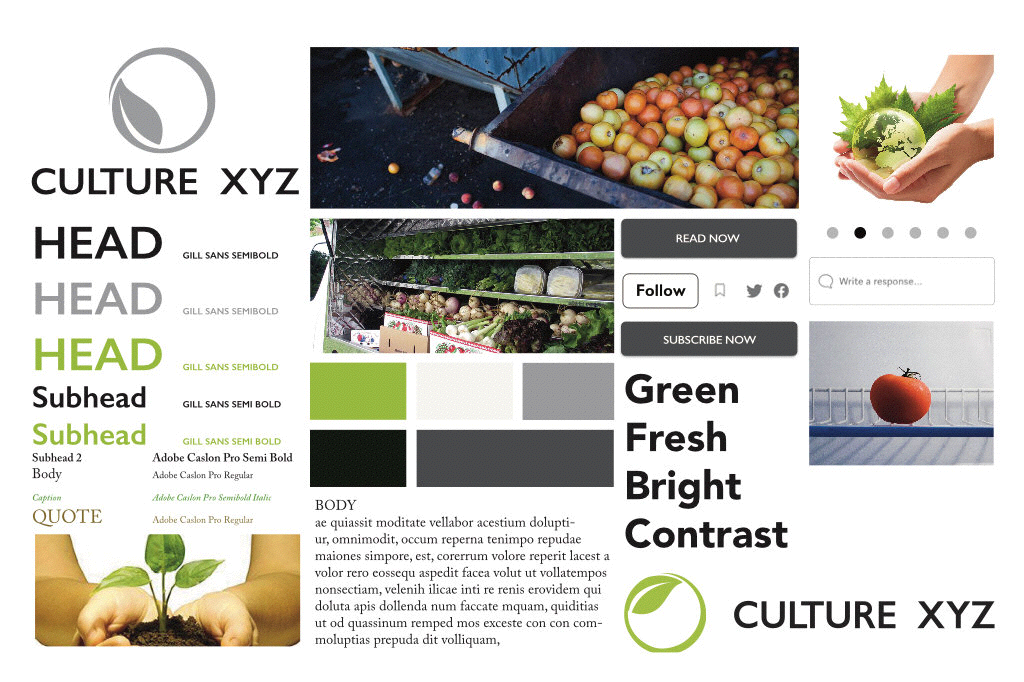 CULTURE XYZ
HEAD GILL SANS SEMIBOLD
HEAD GILL SANS SEMIBOLD
HEAD GILL SANS SEMIBOLD
Subhead GILL SANS SEMI BOLD
Subhead GILL SANS SEMI BOLD
Subhead 2 Adobe Caslon Pro Semi Bold
Body Adobe Caslon Pro Regular
Caption Adobe Caslon Pro Semibold Italic
QUOTE Adobe Caslon Pro Regular
BODY
ae quiassit moditate vellabor acestium dolupti-
ur, omnimodit, occum reperna tenimpo repudae
maiones simpore, est, corerrum volore reperit lacest a
volor rero eossequ aspedit facea volut ut vollatempos
nonsectiam, velenih ilicae inti re renis erovidem qui
doluta apis dollenda num faccate mquam, quiditias
ut od quassinum remped mos exceste con con com-
moluptias prepuda dit volliquam,
READ NOW
Follow
SUBSCRIBE NOW
Write a response...
Green
Fresh
Bright
Contrast
CULTURE XYZ